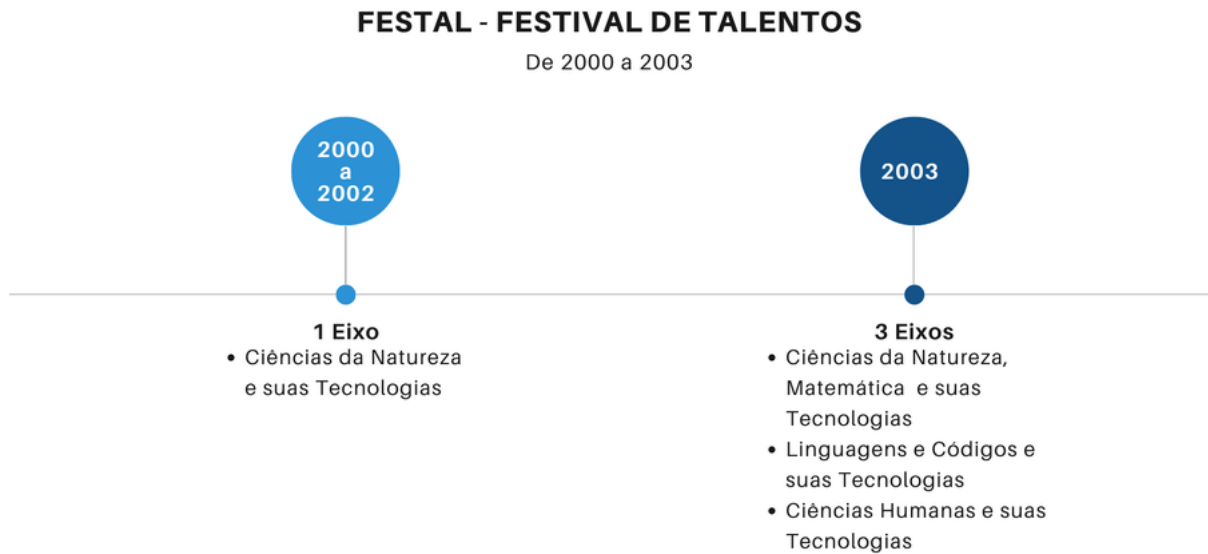 FESTAL - FESTIVAL DE TALENTOS
De 2000 a 2003
2000
a
2002
2003
1 Eixo
• Ciências da Natureza
e suas Tecnologias
3 Eixos
• Ciências da Natureza,
Matemática e suas
Tecnologias
• Linguagens e Códigos e
suas Tecnologias
• Ciências Humanas e suas
Tecnologias